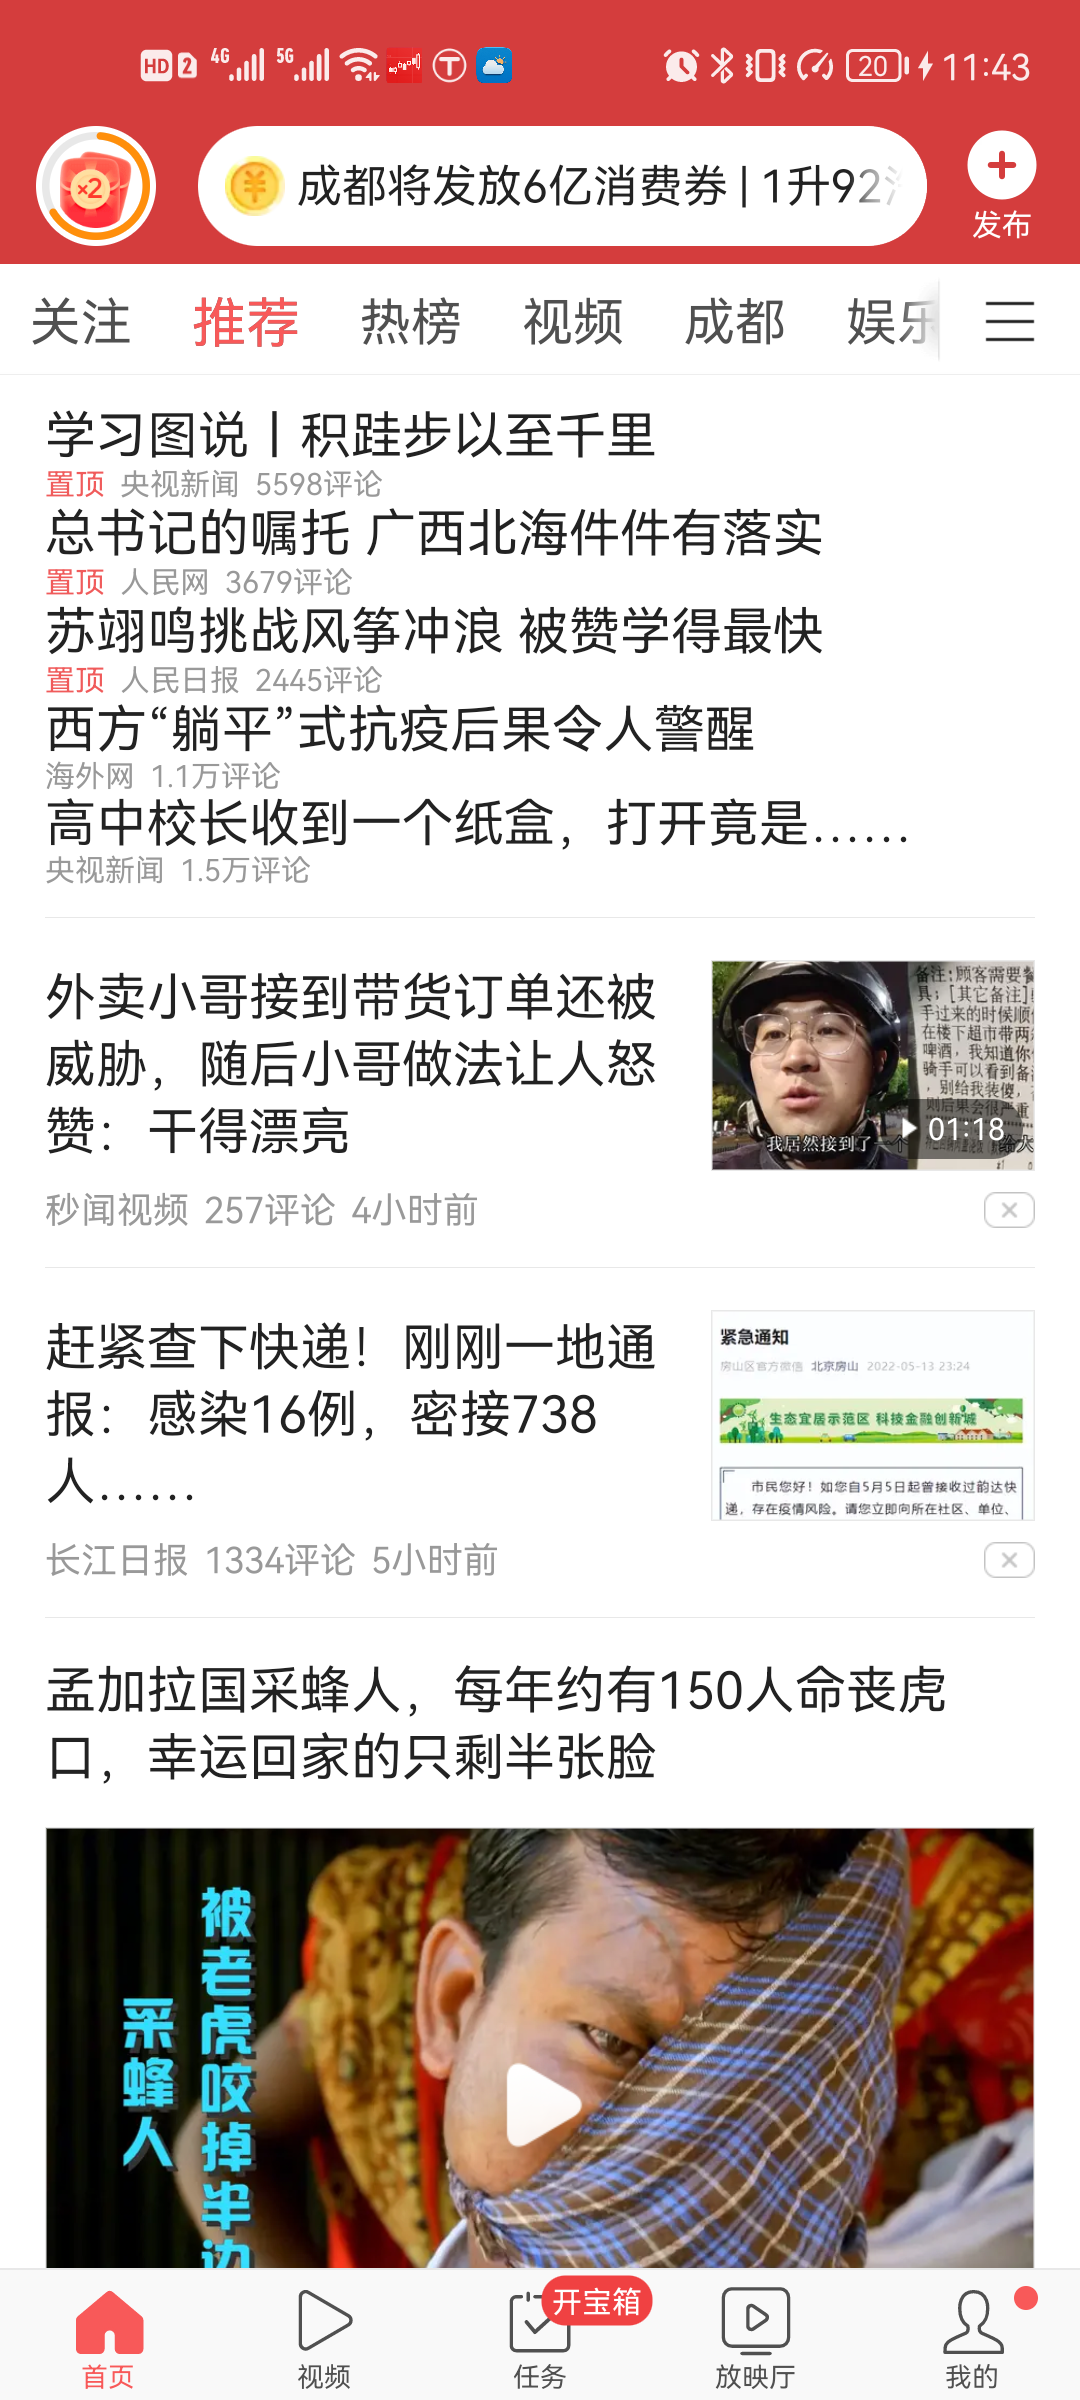 HD 2 4G 5G 20 11:43
×2
成都将发放6亿消费券 | 1升92
发布
关注 推荐 热榜 视频 成都 娱乐
学习图说丨积跬步以至千里
置顶 央视新闻 5598评论
总书记的嘱托 广西北海件件有落实
置顶 人民网 3679评论
苏翊鸣挑战风筝冲浪 被赞学得最快
置顶 人民日报 2445评论
西方“躺平”式抗疫后果令人警醒
海外网 1.1万评论
高中校长收到一个纸盒，打开竟是……
央视新闻 1.5万评论
外卖小哥接到带货订单还被
威胁，随后小哥做法让人怒
赞：干得漂亮
备注:顾客需要餐
具; [其它备注]
手过来的时候顺
在楼下超市带两
啤酒，我知道你
骑手可以看到备
，别给我装傻，
则后果会很严重
我居然接到了一个
01:18
秒闻视频 257评论 4小时前
赶紧查下快递！刚刚一地通
报：感染16例，密接738
人……
紧急通知
房山区官方微信 北京房山 2022-05-13 23:24
生态宜居示范区 科技金融创新城
市民您好！如您自5月5日起曾接收过韵达快
递，存在疫情风险。请您立即向所在社区、单位、
长江日报 1334评论 5小时前
孟加拉国采蜂人，每年约有150人命丧虎
口，幸运回家的只剩半张脸
被老虎咬掉半边
采蜂人
开宝箱
首页 视频 任务 放映厅 我的